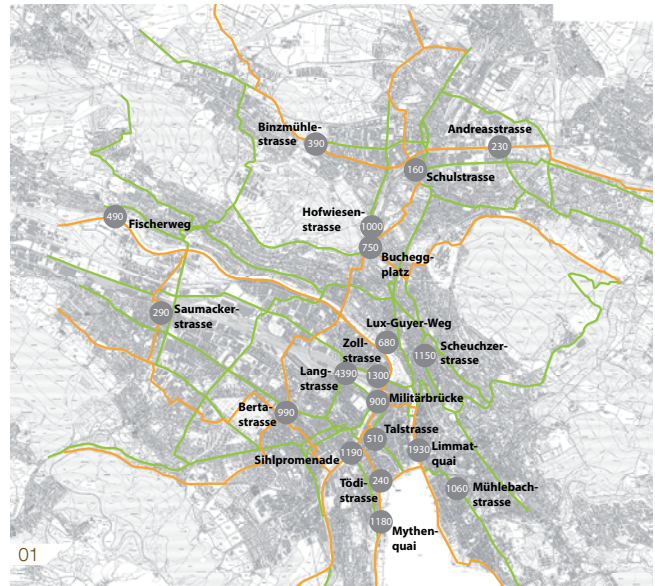 Binzmühle-
strasse
390
Andreasstrasse
230
160
Schulstrasse
490
Fischerweg
Hofwiesen-
strasse
1000
750
Buchegg-
platz
290
Saumacker-
strasse
Lux-Guyer-Weg
680
Zoll-
strasse
1300
1150
Scheuchzer-
strasse
Lang-
strasse
4390
900
Militärbrücke
Berta-
strasse
990
510
Talstrasse
Sihlpromenade
1190
1930
Limmat-
quai
Tödi-
strasse
240
1060
Mühlebach-
strasse
1180
Mythen-
quai
01